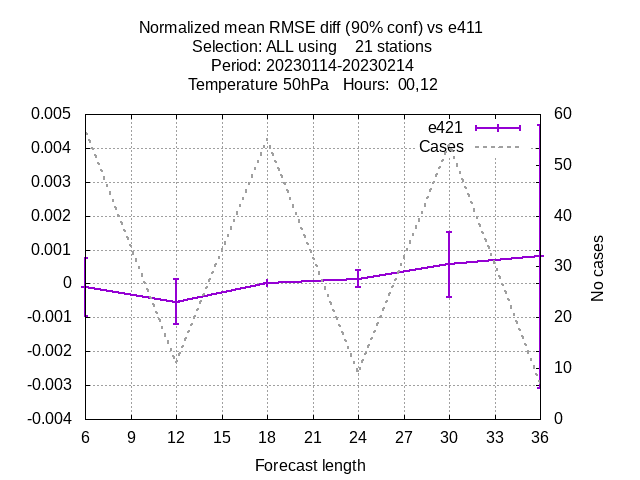 Normalized mean RMSE diff (90% conf) vs e411
Selection: ALL using    21 stations
Period: 20230114-20230214
Temperature 50hPa   Hours:  00,12
0.005
0.004
0.003
0.002
0.001
0
-0.001
-0.002
-0.003
-0.004
e421
Cases
60
50
40
30
20
10
0
No cases
6 9 12 15 18 21 24 27 30 33 36
Forecast length